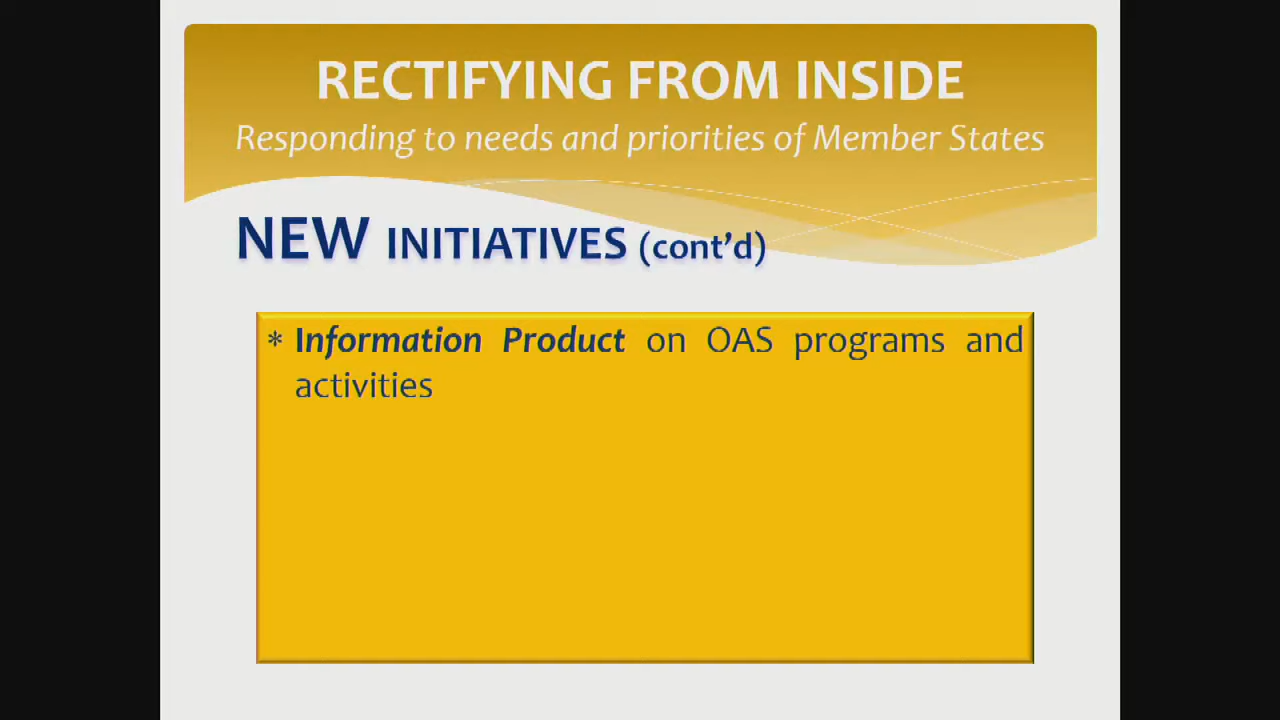 RECTIFYING FROM INSIDE
Responding to needs and priorities of Member States
NEW INITIATIVES (cont’d)
* Information Product on OAS programs and
activities